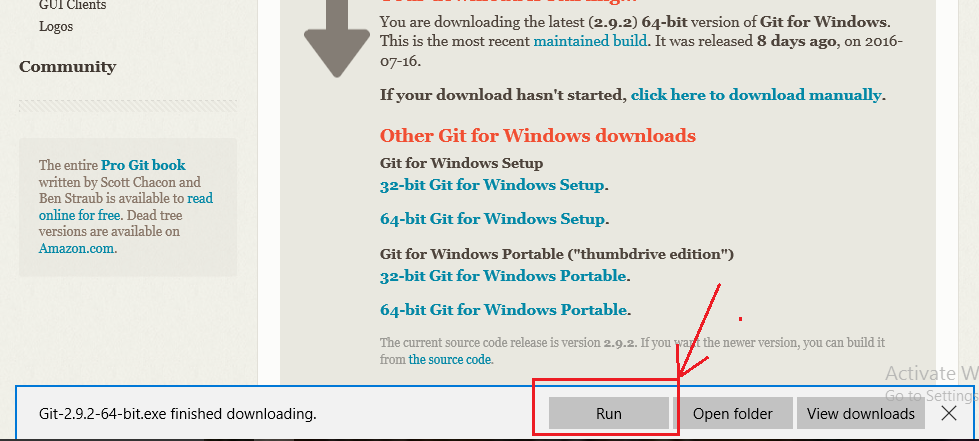 GUI Clients
Logos
Community
The entire Pro Git book
written by Scott Chacon and
Ben Straub is available to read
online for free. Dead tree
versions are available on
Amazon.com.
Your download is starting...
You are downloading the latest (2.9.2) 64-bit version of Git for Windows.
This is the most recent maintained build. It was released 8 days ago, on 2016-
07-16.
If your download hasn't started, click here to download manually.
Other Git for Windows downloads
Git for Windows Setup
32-bit Git for Windows Setup.
64-bit Git for Windows Setup.
Git for Windows Portable ("thumbdrive edition")
32-bit Git for Windows Portable.
64-bit Git for Windows Portable.
The current source code release is version 2.9.2. If you want the newer version, you can build it
from the source code.
Activate W
Go to Settings
Git-2.9.2-64-bit.exe finished downloading.
Run
Open folder
View downloads